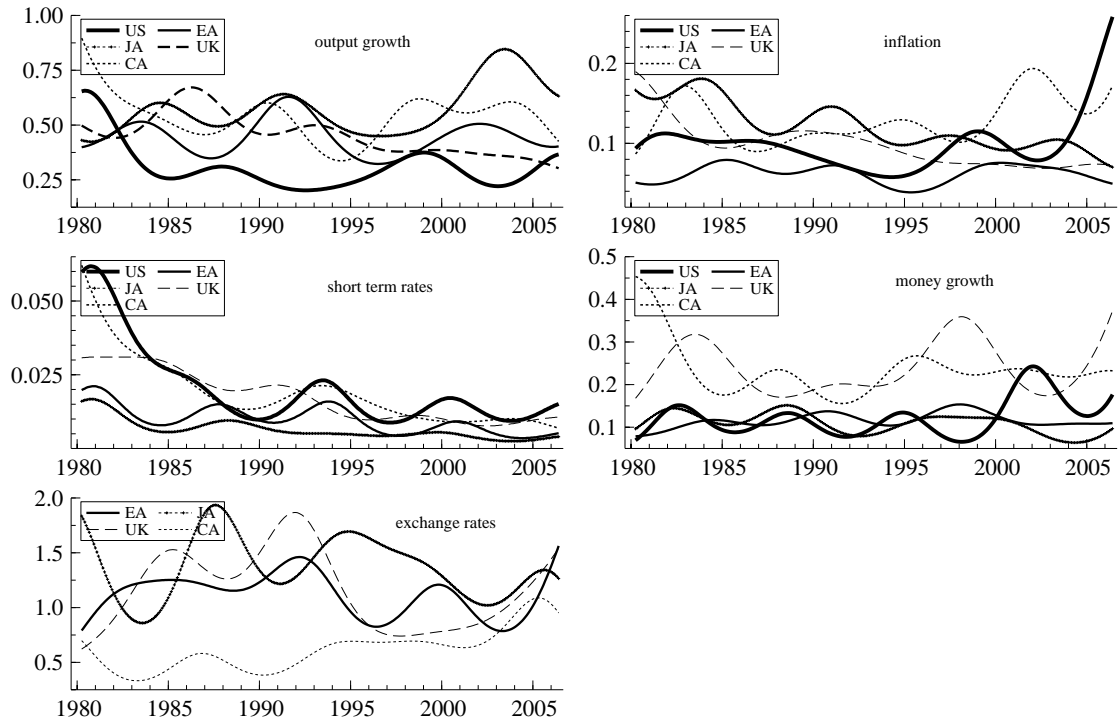 1.00
0.75
0.50
0.25
US EA
JA UK
CA
output growth
1980 1985 1990 1995 2000 2005
0.2
0.1
US EA
JA UK
CA
inflation
1980 1985 1990 1995 2000 2005
0.050
0.025
US EA
JA UK
CA
short term rates
1980 1985 1990 1995 2000 2005
0.5
0.4
0.3
0.2
0.1
US EA
JA UK
CA
money growth
1980 1985 1990 1995 2000 2005
2.0
1.5
1.0
0.5
EA JA
UK CA
exchange rates
1980 1985 1990 1995 2000 2005